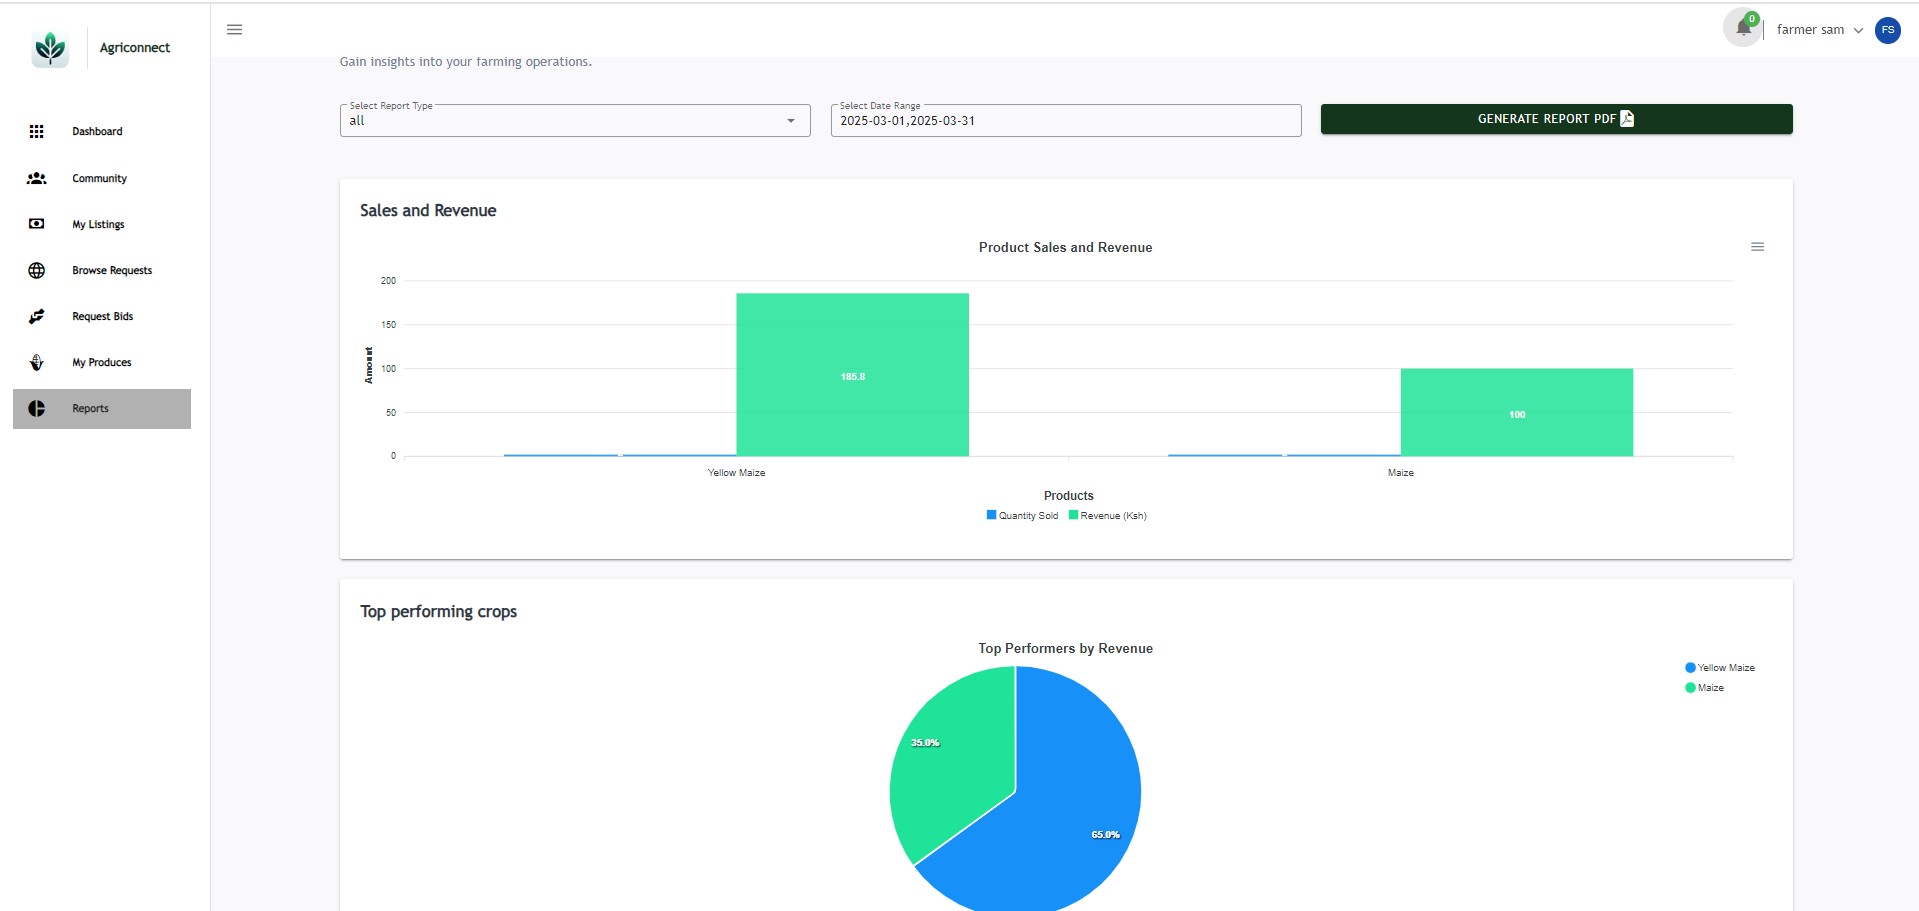 Agriconnect
0
farmer sam
FS
Dashboard
Community
My Listings
Browse Requests
Request Bids
My Produces
Reports
Gain insights into your farming operations.
Select Report Type
all
Select Date Range
2025-03-01,2025-03-31
GENERATE REPORT PDF
Sales and Revenue
Product Sales and Revenue
200
150
100
50
0
Amount
185.8
100
Yellow Maize
Maize
Products
Quantity Sold
Revenue (Ksh)
Top performing crops
Top Performers by Revenue
Yellow Maize
Maize
35.0%
65.0%